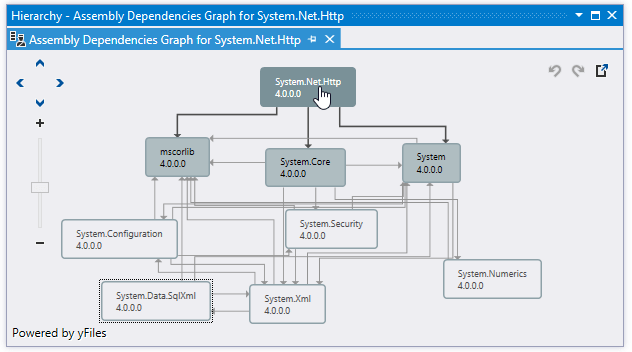 Hierarchy - Assembly Dependencies Graph for System.Net.Http
Assembly Dependencies Graph for System.Net.Http
System.Net.Http
4.0.0.0
mscorlib
4.0.0.0
System.Core
4.0.0.0
System
4.0.0.0
System.Configuration
4.0.0.0
System.Security
4.0.0.0
System.Numerics
4.0.0.0
System.Data.SqlXml
4.0.0.0
System.Xml
4.0.0.0
Powered by yFiles